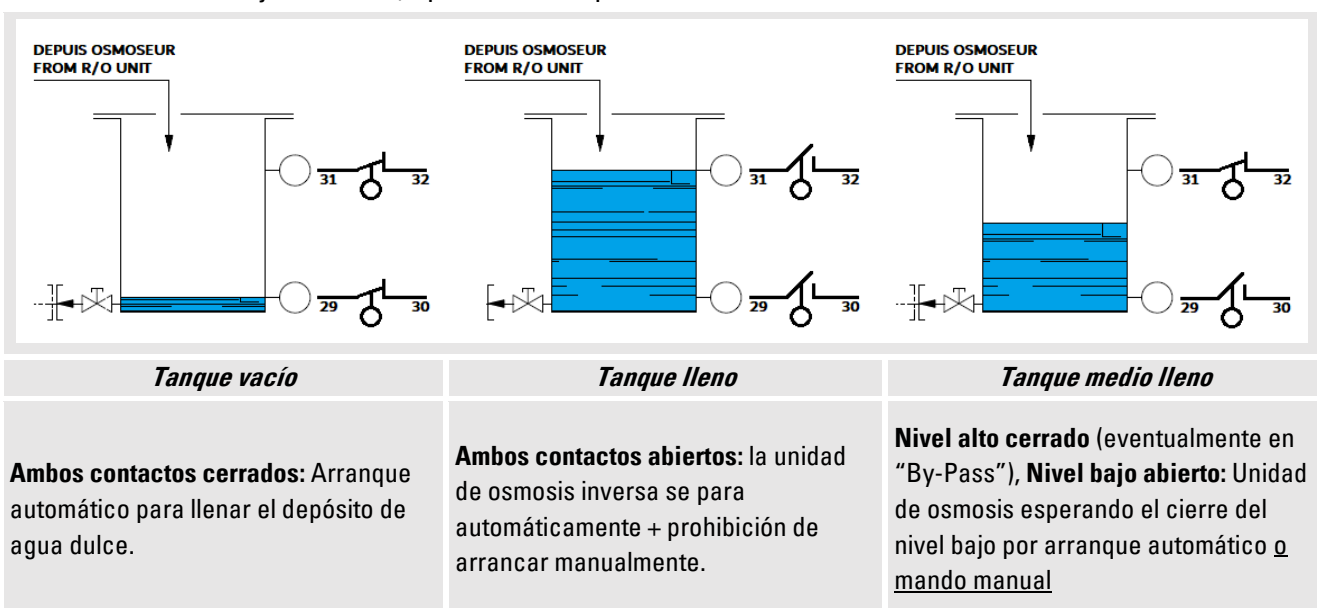 DEPUIS OSMOSEUR
FROM R/O UNIT
31 32
29 30
DEPUIS OSMOSEUR
FROM R/O UNIT
31 32
29 30
DEPUIS OSMOSEUR
FROM R/O UNIT
31 32
29 30
Tanque vacío
Tanque lleno
Tanque medio lleno
Ambos contactos cerrados: Arranque
automático para llenar el depósito de
agua dulce.
Ambos contactos abiertos: la unidad
de osmosis inversa se para
automáticamente + prohibición de
arrancar manualmente.
Nivel alto cerrado (eventualmente en
“By-Pass”), Nivel bajo abierto: Unidad
de osmosis esperando el cierre del
nivel bajo por arranque automático o
mando manual